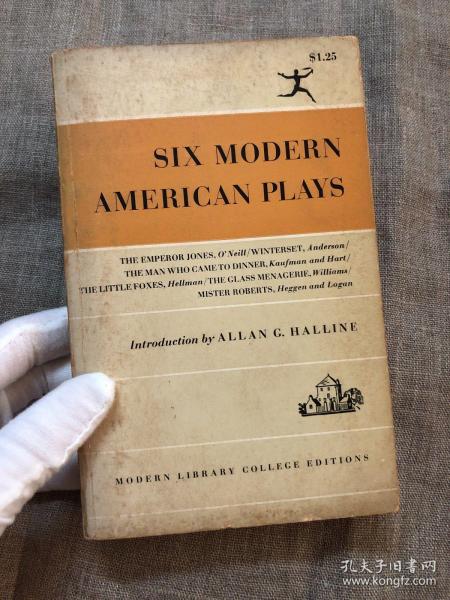 $1.25
SIX MODERN
AMERICAN PLAYS
THE EMPEROR JONES, O'Neill/WINTERSET, Anderson/
THE MAN WHO CAME TO DINNER, Kaufman and Hart/
THE LITTLE FOXES, Hellman/THE GLASS MENAGERIE, Williams/
MISTER ROBERTS, Heggen and Logan
Introduction by ALLAN G. HALLINE
MODERN LIBRARY COLLEGE EDITIONS
孔夫子旧书网
www.kongfz.com